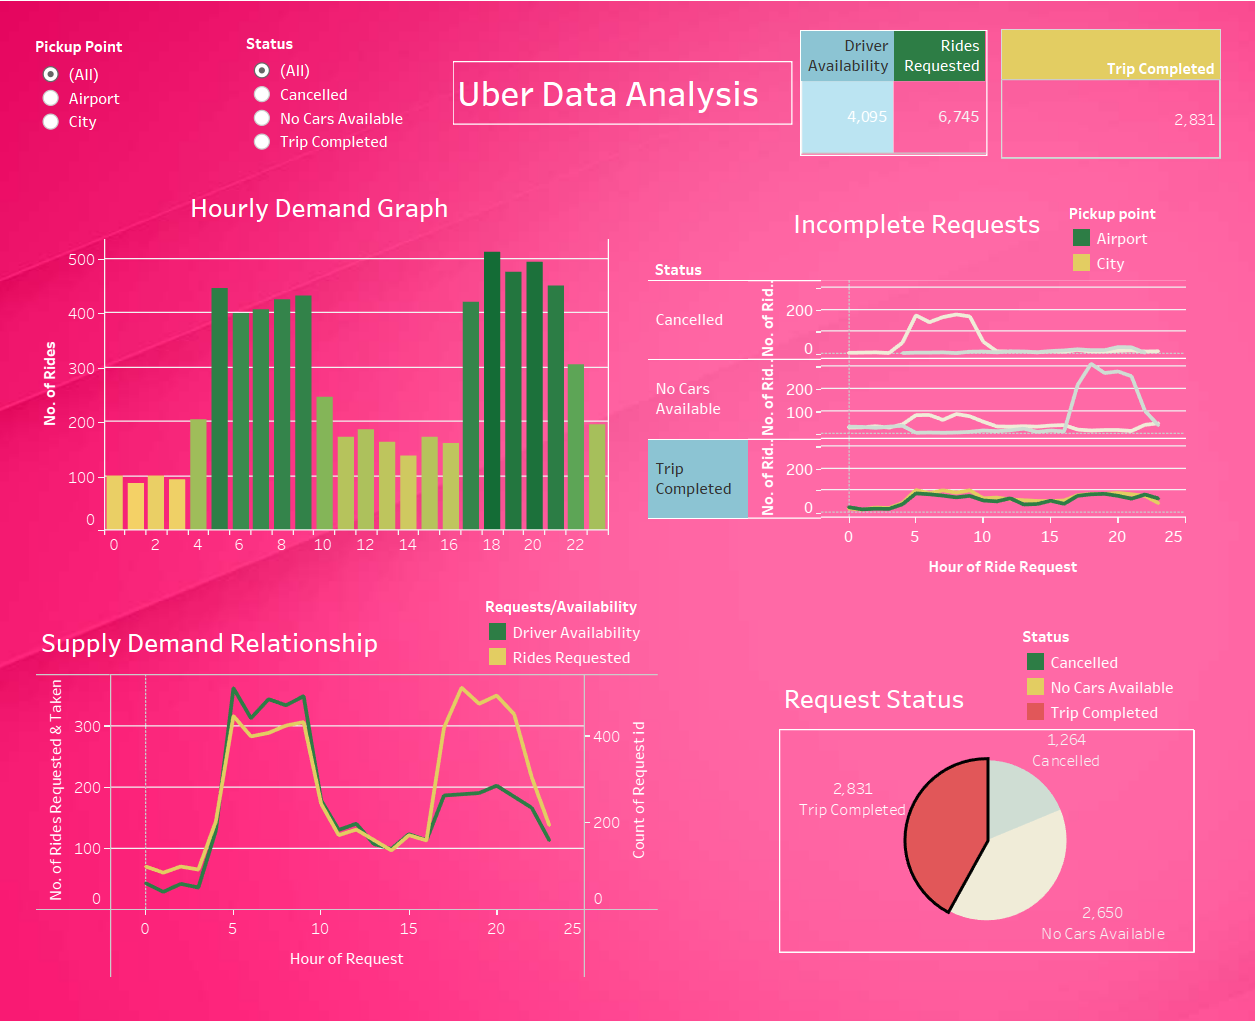 Pickup Point
(All)
Airport
City
Status
(All)
Cancelled
No Cars Available
Trip Completed
Uber Data Analysis
Driver
Availability
Rides
Requested
4,095
6,745
Trip Completed
2,831
Hourly Demand Graph
No. of Rides
500
400
300
200
100
0
0
2
4
6
8
10
12
14
16
18
20
22
Incomplete Requests
Pickup point
Airport
City
Status
Cancelled
No. of Rid..
200
0
No Cars
Available
No. of Rid..
200
100
Trip
Completed
No. of Rid..
200
0
0
5
10
15
20
25
Hour of Ride Request
Supply Demand Relationship
Requests/Availability
Driver Availability
Rides Requested
No. of Rides Requested & Taken
300
200
100
0
Count of Request id
400
200
0
0
5
10
15
20
25
Hour of Request
Status
Cancelled
No Cars Available
Trip Completed
Request Status
1,264
Cancelled
2,831
Trip Completed
2,650
No Cars Available